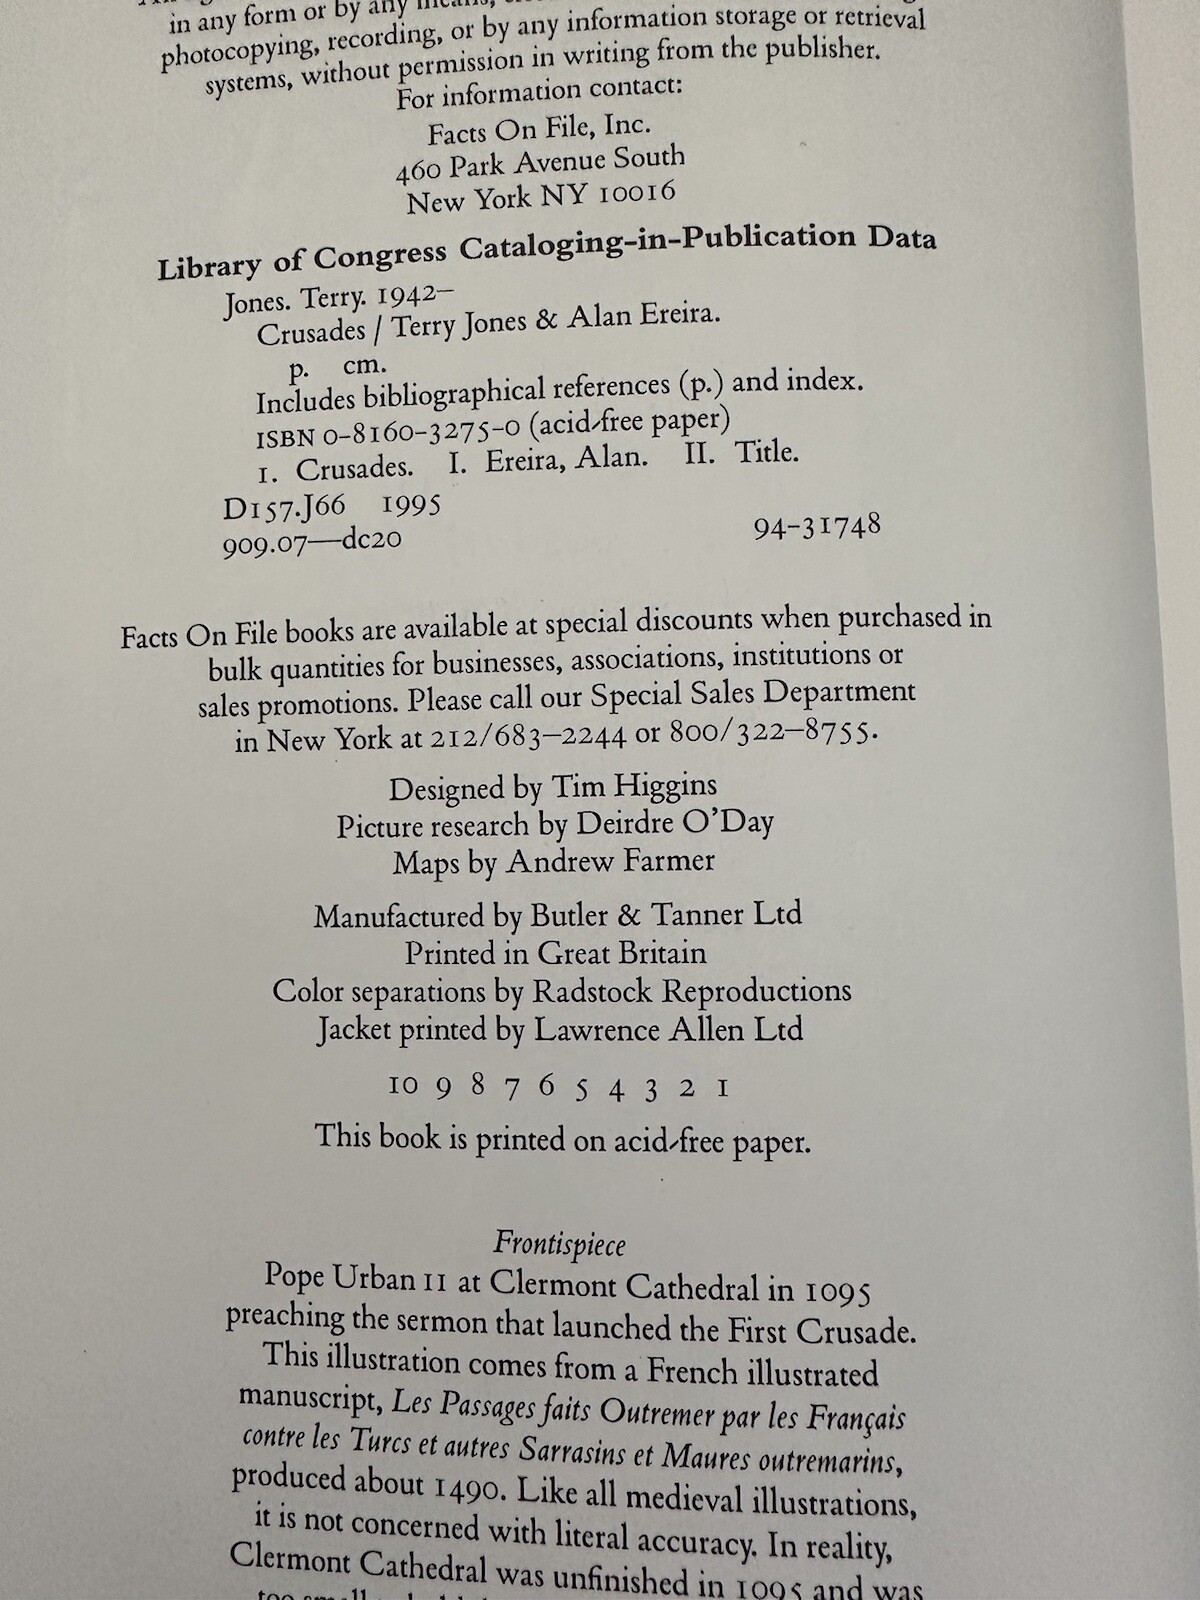 in any form or by any means,
photocopying, recording, or by any information storage or retrieval
systems, without permission in writing from the publisher.
For information contact:
Facts On File, Inc.
460 Park Avenue South
New York NY 10016
Library of Congress Cataloging-in-Publication Data
Jones. Terry. 1942–
Crusades / Terry Jones & Alan Ereira.
p. cm.
Includes bibliographical references (p.) and index.
ISBN 0-8160-3275-0 (acid-free paper)
1. Crusades. I. Ereira, Alan. II. Title.
D157.J66 1995
909.07—dc20 94-31748
Facts On File books are available at special discounts when purchased in
bulk quantities for businesses, associations, institutions or
sales promotions. Please call our Special Sales Department
in New York at 212/683–2244 or 800/322–8755.
Designed by Tim Higgins
Picture research by Deirdre O'Day
Maps by Andrew Farmer
Manufactured by Butler & Tanner Ltd
Printed in Great Britain
Color separations by Radstock Reproductions
Jacket printed by Lawrence Allen Ltd
10 9 8 7 6 5 4 3 2 1
This book is printed on acid-free paper.
Frontispiece
Pope Urban II at Clermont Cathedral in 1095
preaching the sermon that launched the First Crusade.
This illustration comes from a French illustrated
manuscript, Les Passages faits Outremer par les Français
contre les Turcs et autres Sarrasins et Maures outremarins,
produced about 1490. Like all medieval illustrations,
it is not concerned with literal accuracy. In reality,
Clermont Cathedral was unfinished in 1095 and was